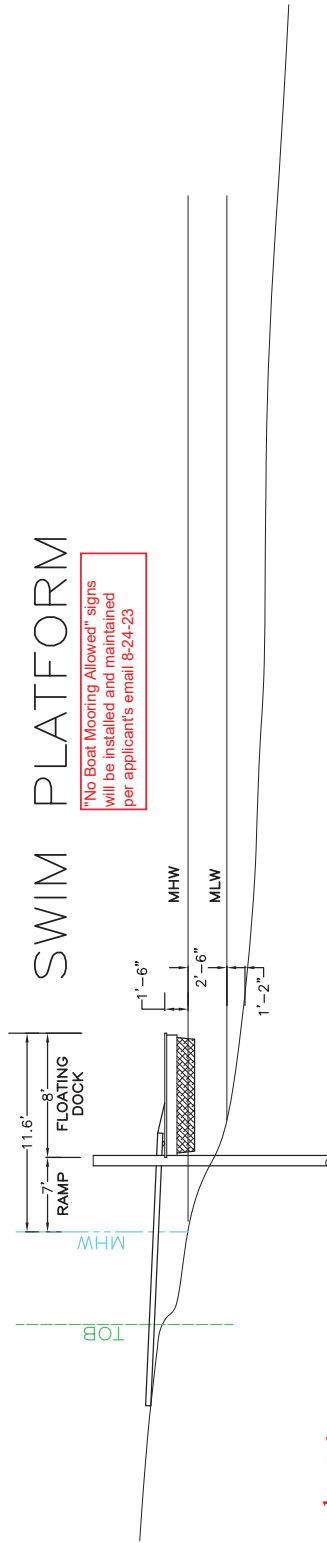 SWIM PLATFORM
"No Boat Mooring Allowed" signs
will be installed and maintained
per applicant's email 8-24-23
11.6'
7'
8'
RAMP
FLOATING
DOCK
1'-6"
MHW
2'-6"
MLW
1'-2"
MHW
TOB